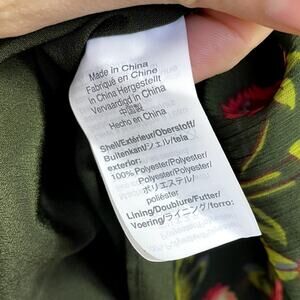 Made in China
Fabriqué en Chine
in China Hergestellt
Vervaardigd in China
中国製
Hecho en China
Shell/Extérieur/Oberstoff/
Buitenkant/シェル/tela
exterior:
100% Polyester/Polyester/
Polyester/Polyester/
ポリエステル/
poliéster
Lining/Doublure/Futter/
Voering/ライニング/forro: